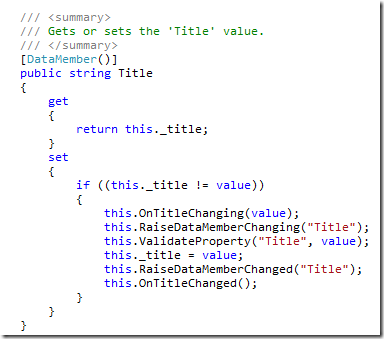 /// <summary>
/// Gets or sets the 'Title' value.
/// </summary>
[DataMember()]
public string Title
{
    get
    {
        return this._title;
    }
    set
    {
        if ((this._title != value))
        {
            this.OnTitleChanging(value);
            this.RaiseDataMemberChanging("Title");
            this.ValidateProperty("Title", value);
            this._title = value;
            this.RaiseDataMemberChanged("Title");
            this.OnTitleChanged();
        }
    }
}